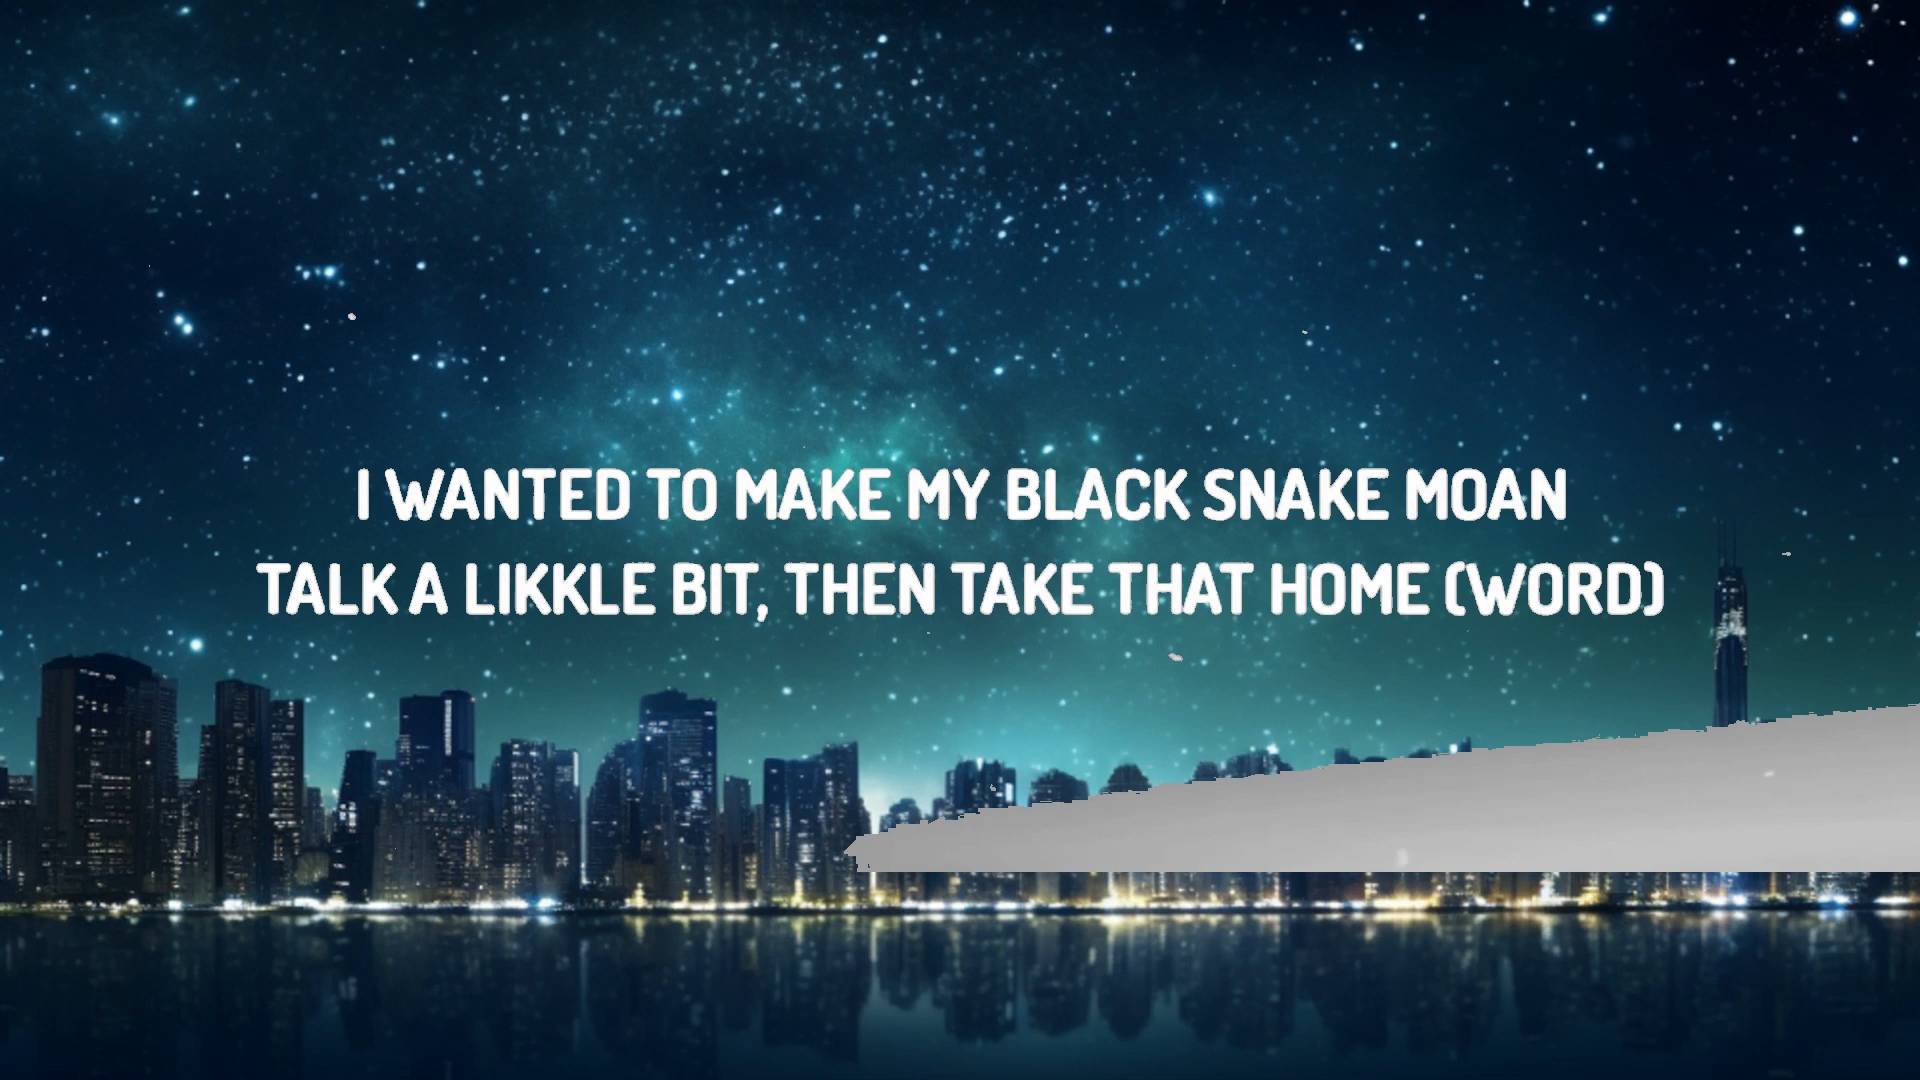 I WANTED TO MAKE MY BLACK SNAKE MOAN
TALK A LIKKLE BIT, THEN TAKE THAT HOME (WORD)